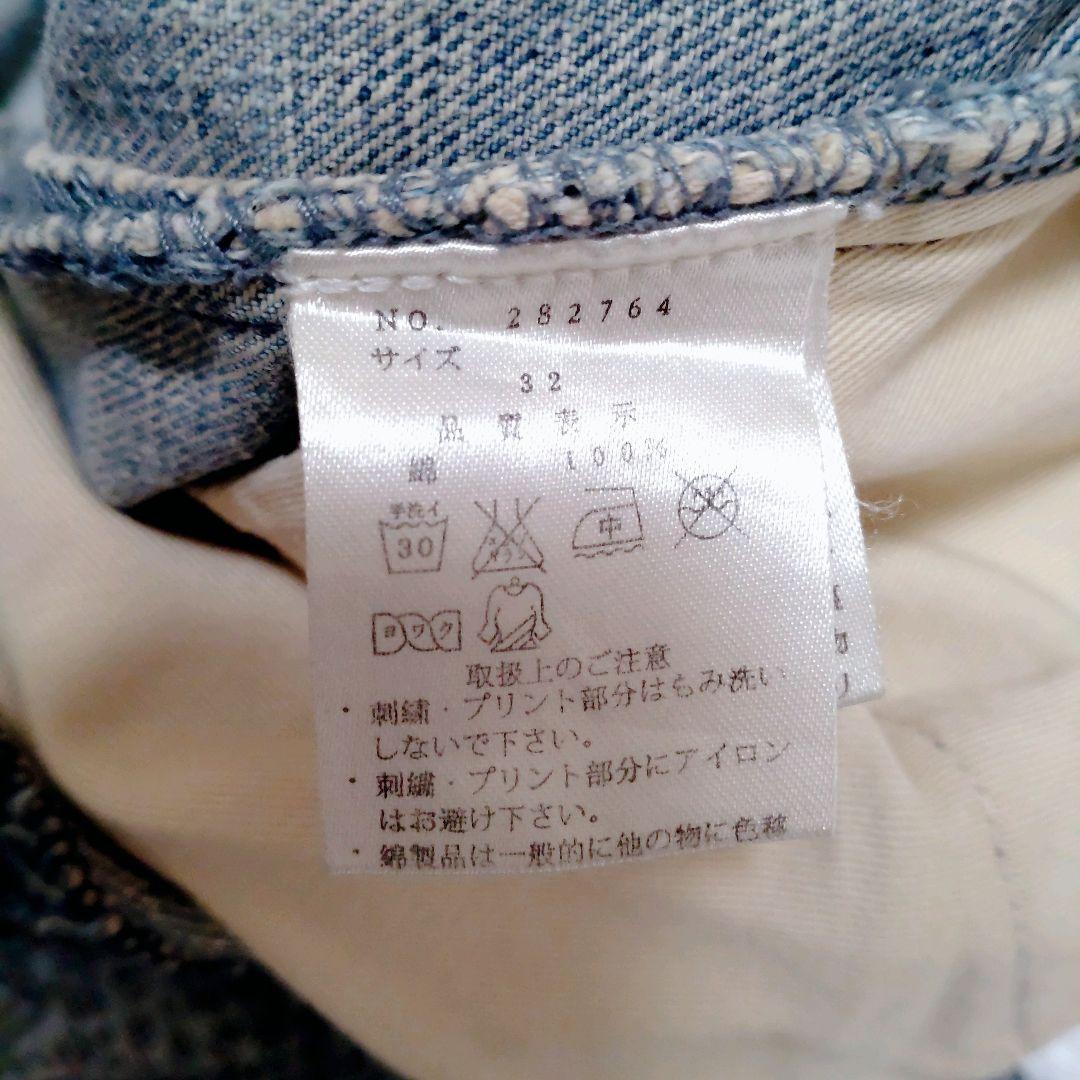 NO. 282764
サイズ
32
品質表示
綿 100%
手洗イ
30
中
ヨワク
取扱上のご注意
・刺繍・プリント部分はもみ洗い
しないで下さい。
・刺繍・プリント部分にアイロン
はお避け下さい。
・綿製品は一般的に他の物に色移